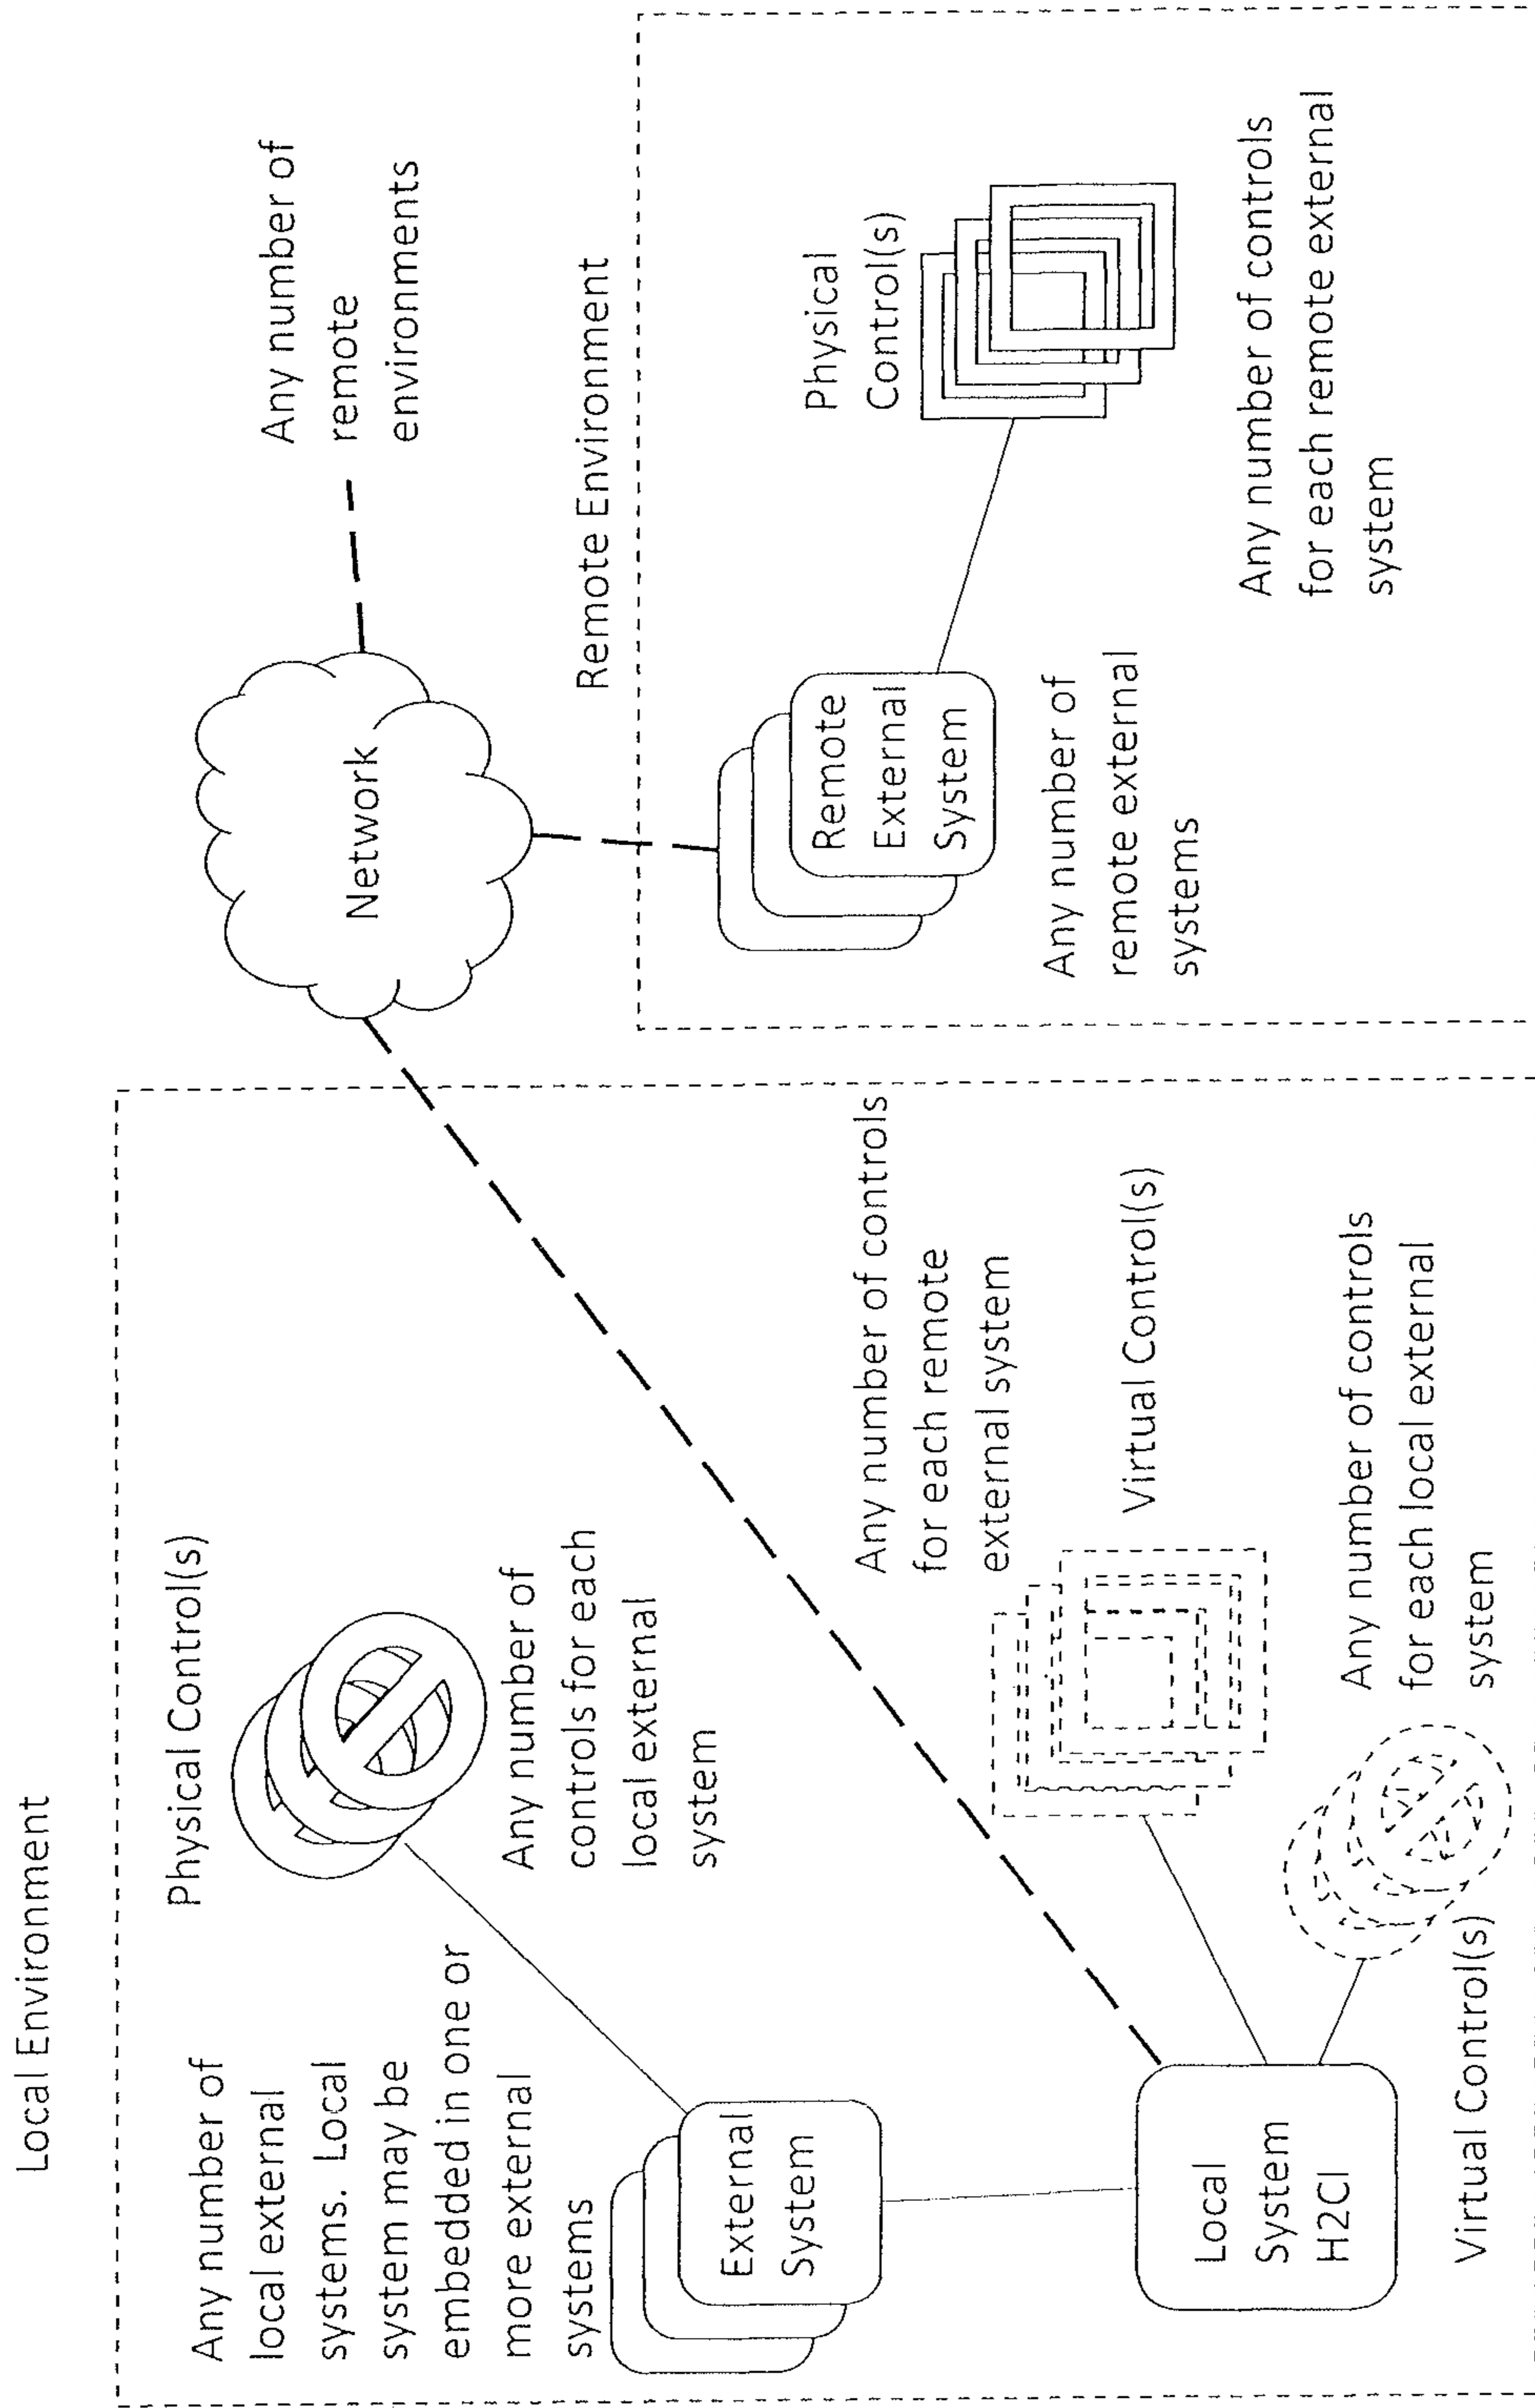 Local Environment
Any number of
local external
systems. Local
system may be
embedded in one or
more external
systems
Physical Control(s)
Any number of
controls for each
local external
system
External
System
Local
System
H2CI
Any number of controls
for each remote
external system
Virtual Control(s)
Any number of controls
for each local external
system
Virtual Control(s)
Network
Any number of
remote
environments
Remote Environment
Remote
External
System
Any number of
remote external
systems
Physical
Control(s)
Any number of controls
for each remote external
system